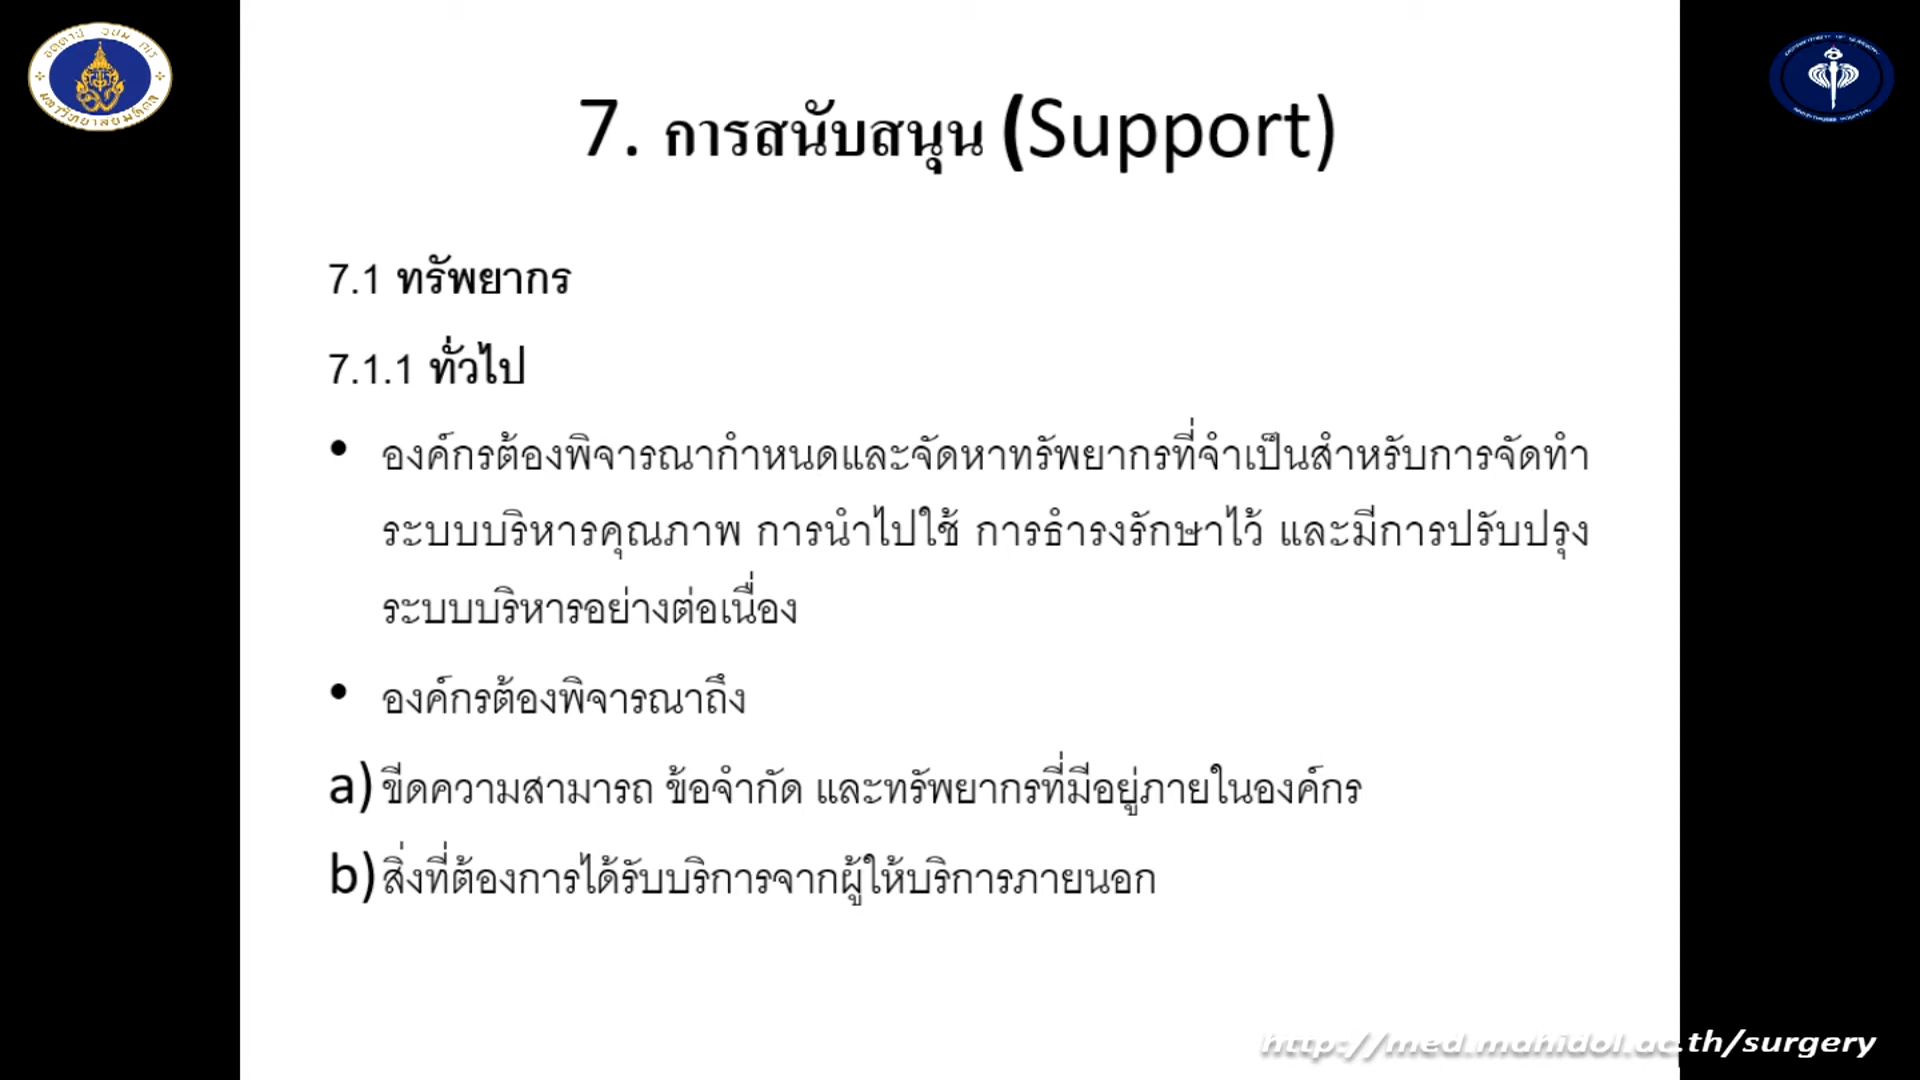 7. การสนับสนุน (Support)
7.1 ทรัพยากร
7.1.1 ทั่วไป
• องค์กรต้องพิจารณากำหนดและจัดหาทรัพยากรที่จำเป็นสำหรับการจัดทำ
ระบบบริหารคุณภาพ การนำไปใช้ การธำรงรักษาไว้ และมีการปรับปรุง
ระบบบริหารอย่างต่อเนื่อง
• องค์กรต้องพิจารณาถึง
a) ขีดความสามารถ ข้อจำกัด และทรัพยากรที่มีอยู่ภายในองค์กร
b) สิ่งที่ต้องการได้รับบริการจากผู้ให้บริการภายนอก
http://med.mahidol.ac.th/surgery